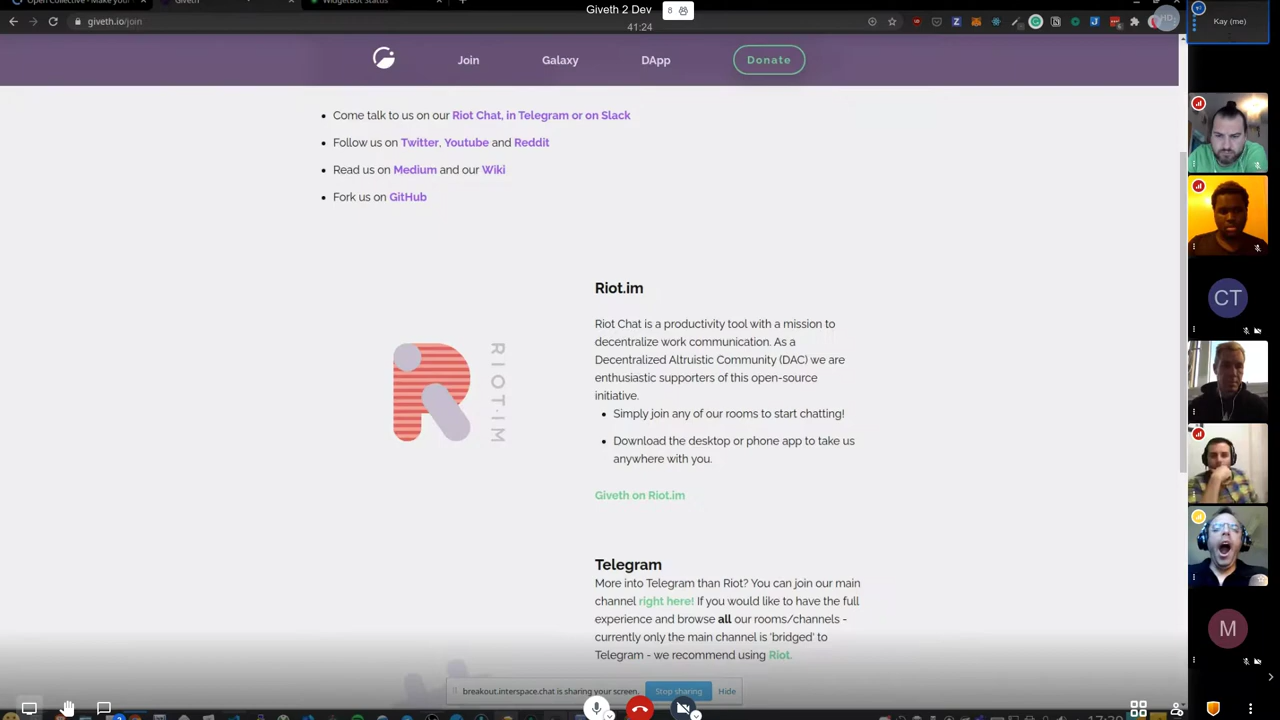 Open Collective - Make your
Giveth
WidgetBot Status
Giveth 2 Dev
8
41:24
giveth.io/join
Kay (me)
Join
Galaxy
DApp
Donate
Come talk to us on our Riot Chat, in Telegram or on Slack
Follow us on Twitter, Youtube and Reddit
Read us on Medium and our Wiki
Fork us on GitHub
Riot.im
Riot Chat is a productivity tool with a mission to
decentralize work communication. As a
Decentralized Altruistic Community (DAC) we are
enthusiastic supporters of this open-source
initiative.
Simply join any of our rooms to start chatting!
Download the desktop or phone app to take us
anywhere with you.
Giveth on Riot.im
RIOT.IM
CT
Telegram
More into Telegram than Riot? You can join our main
channel right here! If you would like to have the full
experience and browse all our rooms/channels -
currently only the main channel is 'bridged' to
Telegram - we recommend using Riot.
M
breakout.interspace.chat is sharing your screen.
Stop sharing
Hide